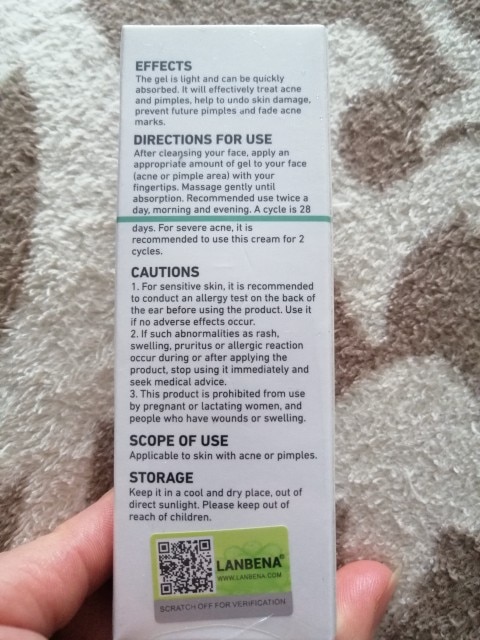 EFFECTS
The gel is light and can be quickly
absorbed. It will effectively treat acne
and pimples, help to undo skin damage,
prevent future pimples and fade acne
marks.
DIRECTIONS FOR USE
After cleansing your face, apply an
appropriate amount of gel to your face
(acne or pimple area) with your
fingertips. Massage gently until
absorption. Recommended use twice a
day, morning and evening. A cycle is 28
days. For severe acne, it is
recommended to use this cream for 2
cycles.
CAUTIONS
1. For sensitive skin, it is recommended
to conduct an allergy test on the back of
the ear before using the product. Use it
if no adverse effects occur.
2. If such abnormalities as rash,
swelling, pruritus or allergic reaction
occur during or after applying the
product, stop using it immediately and
seek medical advice.
3. This product is prohibited from use
by pregnant or lactating women, and
people who have wounds or swelling.
SCOPE OF USE
Applicable to skin with acne or pimples.
STORAGE
Keep it in a cool and dry place, out of
direct sunlight. Please keep out of
reach of children.
LANBENA®
WWW.LANBENA.COM
SCRATCH OFF FOR VERIFICATION